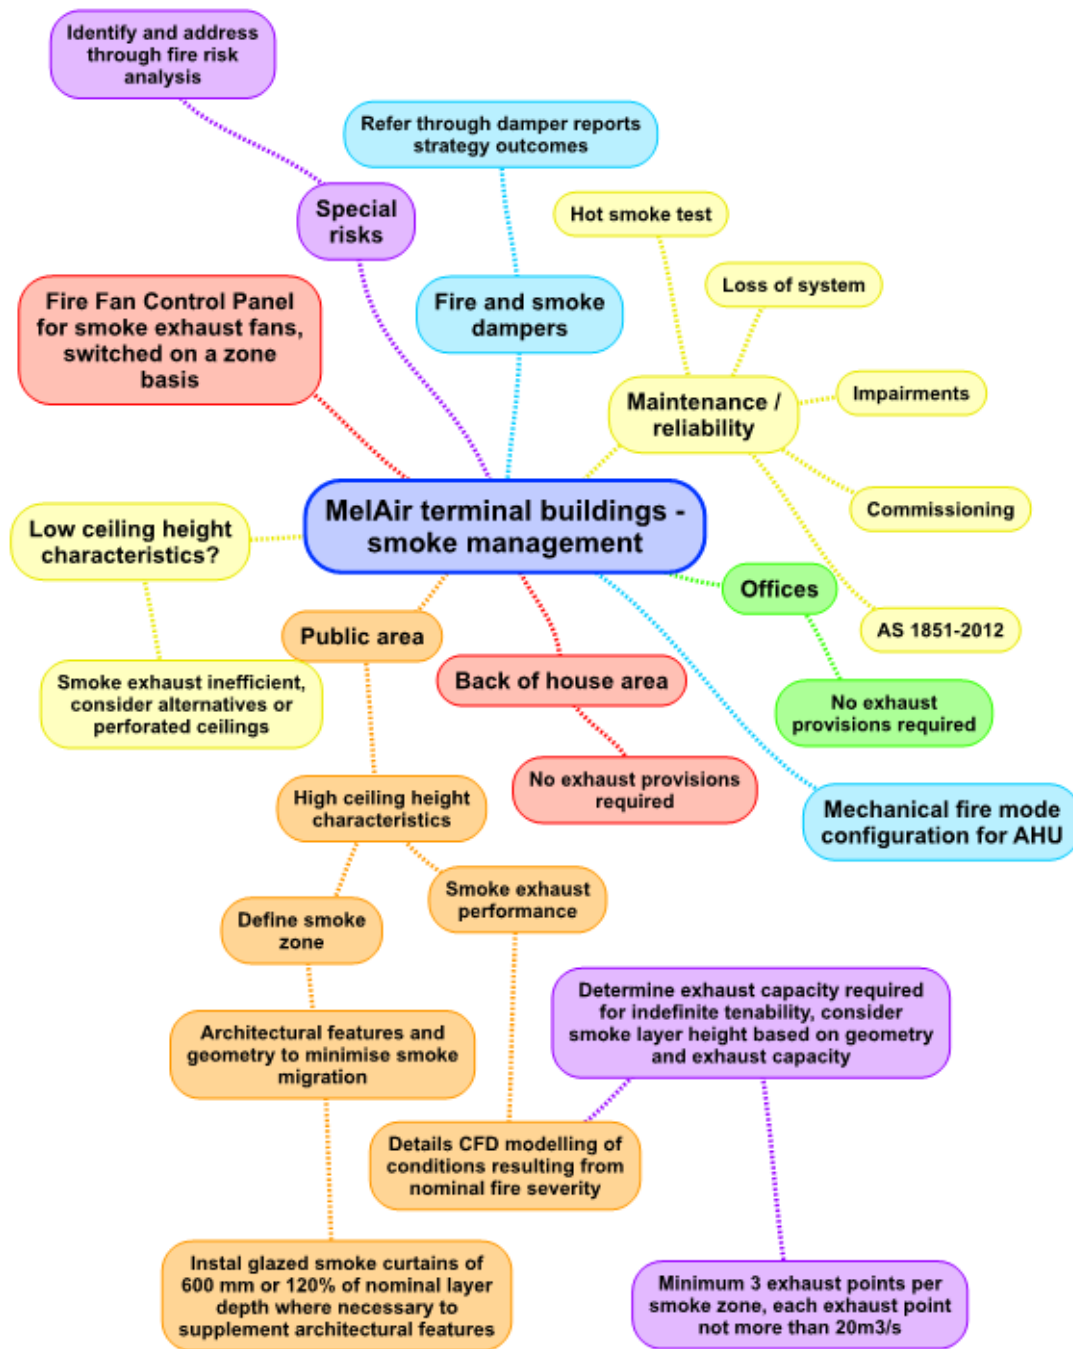 Identify and address
through fire risk
analysis
Refer through damper reports
strategy outcomes
Special
risks
Hot smoke test
Loss of system
Fire Fan Control Panel
for smoke exhaust fans,
switched on a zone
basis
Fire and smoke
dampers
Maintenance /
reliability
Impairments
Commissioning
MelAir terminal buildings -
smoke management
Low ceiling height
characteristics?
Offices
AS 1851-2012
Public area
Back of house area
Smoke exhaust inefficient,
consider alternatives or
perforated ceilings
No exhaust
provisions required
No exhaust provisions
required
High ceiling height
characteristics
Mechanical fire mode
configuration for AHU
Smoke exhaust
performance
Define smoke
zone
Determine exhaust capacity required
for indefinite tenability, consider
smoke layer height based on geometry
and exhaust capacity
Architectural features and
geometry to minimise smoke
migration
Details CFD modelling of
conditions resulting from
nominal fire severity
Instal glazed smoke curtains of
600 mm or 120% of nominal layer
depth where necessary to
supplement architectural features
Minimum 3 exhaust points per
smoke zone, each exhaust point
not more than 20m3/s